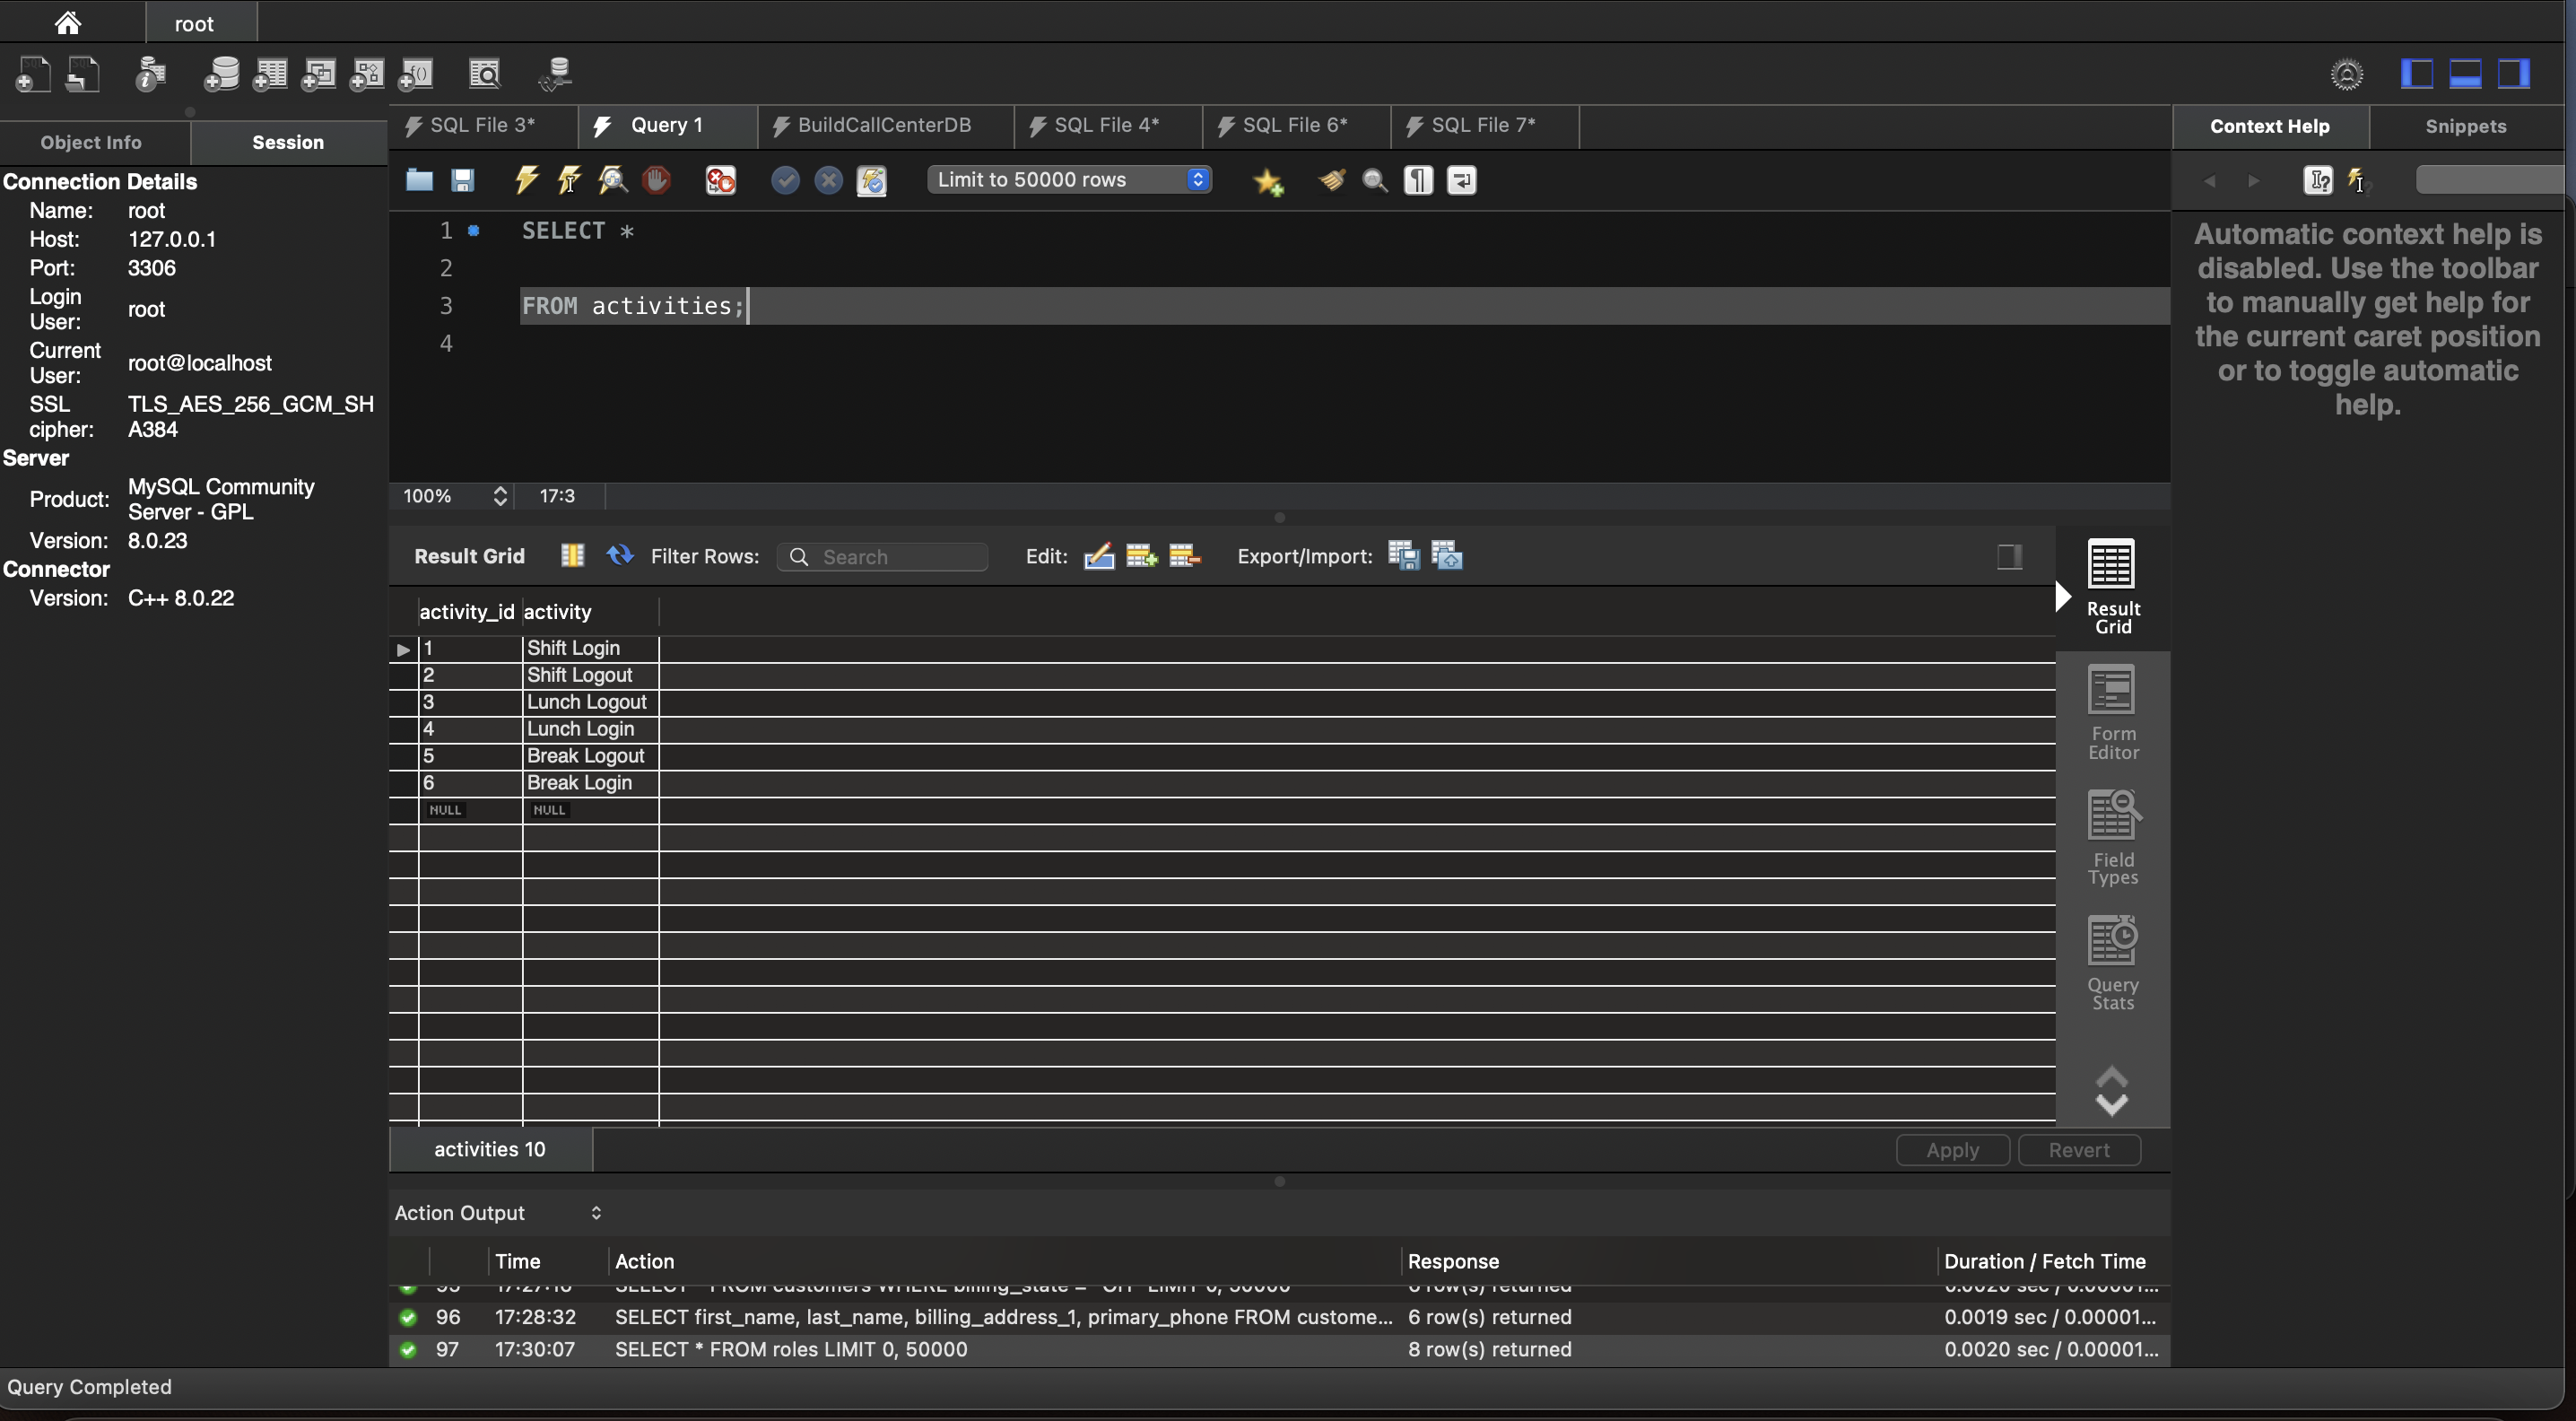 root
Object Info
Session
Connection Details
Name: root
Host: 127.0.0.1
Port: 3306
Login User: root
Current User: root@localhost
SSL cipher: TLS_AES_256_GCM_SHA384
Server
Product: MySQL Community Server - GPL
Version: 8.0.23
Connector
Version: C++ 8.0.22
SQL File 3*
Query 1
BuildCallCenterDB
SQL File 4*
SQL File 6*
SQL File 7*
Limit to 50000 rows
1 SELECT *
2
3 FROM activities;
4
100% 17:3
Result Grid
Filter Rows:
Search
Edit:
Export/Import:
activity_id activity
1 Shift Login
2 Shift Logout
3 Lunch Logout
4 Lunch Login
5 Break Logout
6 Break Login
NULL NULL
Result Grid
Form Editor
Field Types
Query Stats
activities 10
Apply
Revert
Action Output
Time Action Response Duration / Fetch Time
96 17:28:32 SELECT first_name, last_name, billing_address_1, primary_phone FROM custome... 6 row(s) returned 0.0019 sec / 0.00001...
97 17:30:07 SELECT * FROM roles LIMIT 0, 50000 8 row(s) returned 0.0020 sec / 0.00001...
Query Completed
Context Help
Snippets
Automatic context help is
disabled. Use the toolbar
to manually get help for
the current caret position
or to toggle automatic
help.